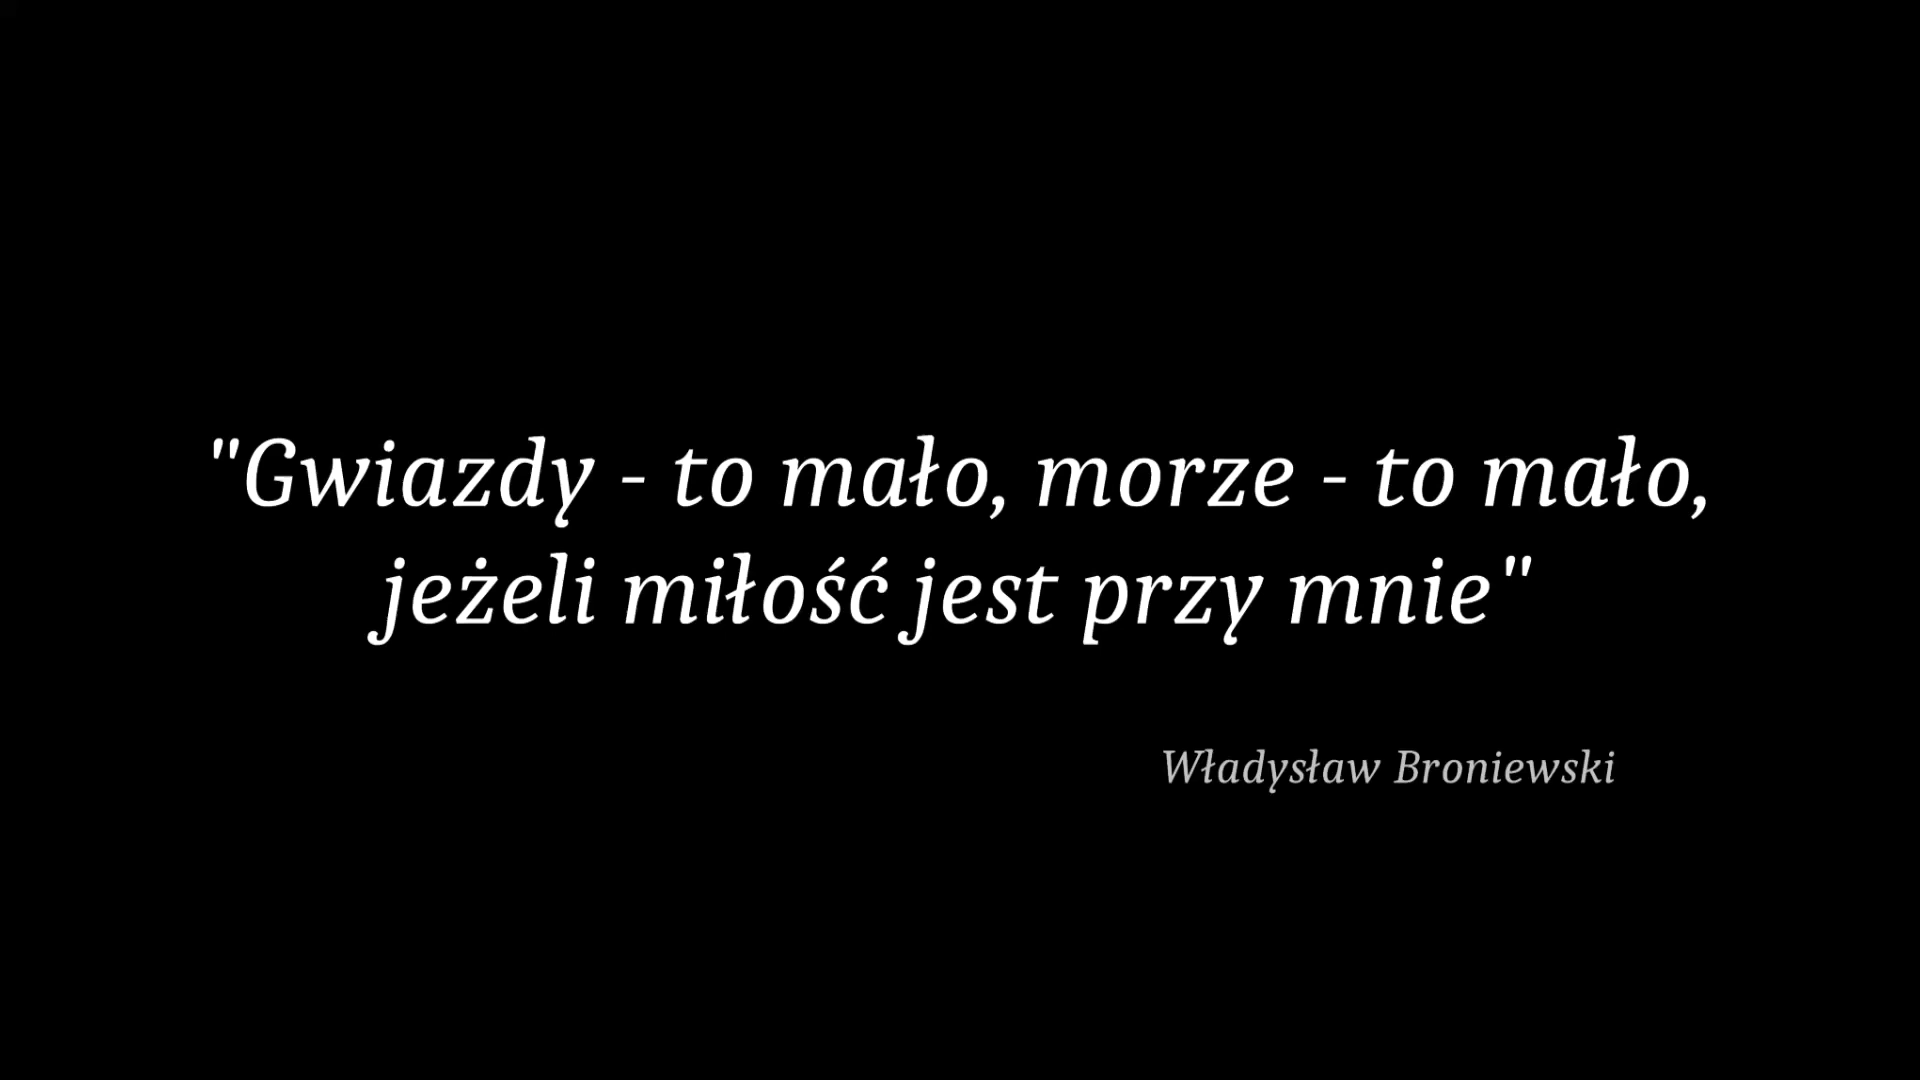 "Gwiazdy - to mało, morze - to mało,
jeżeli miłość jest przy mnie"
Władysław Broniewski